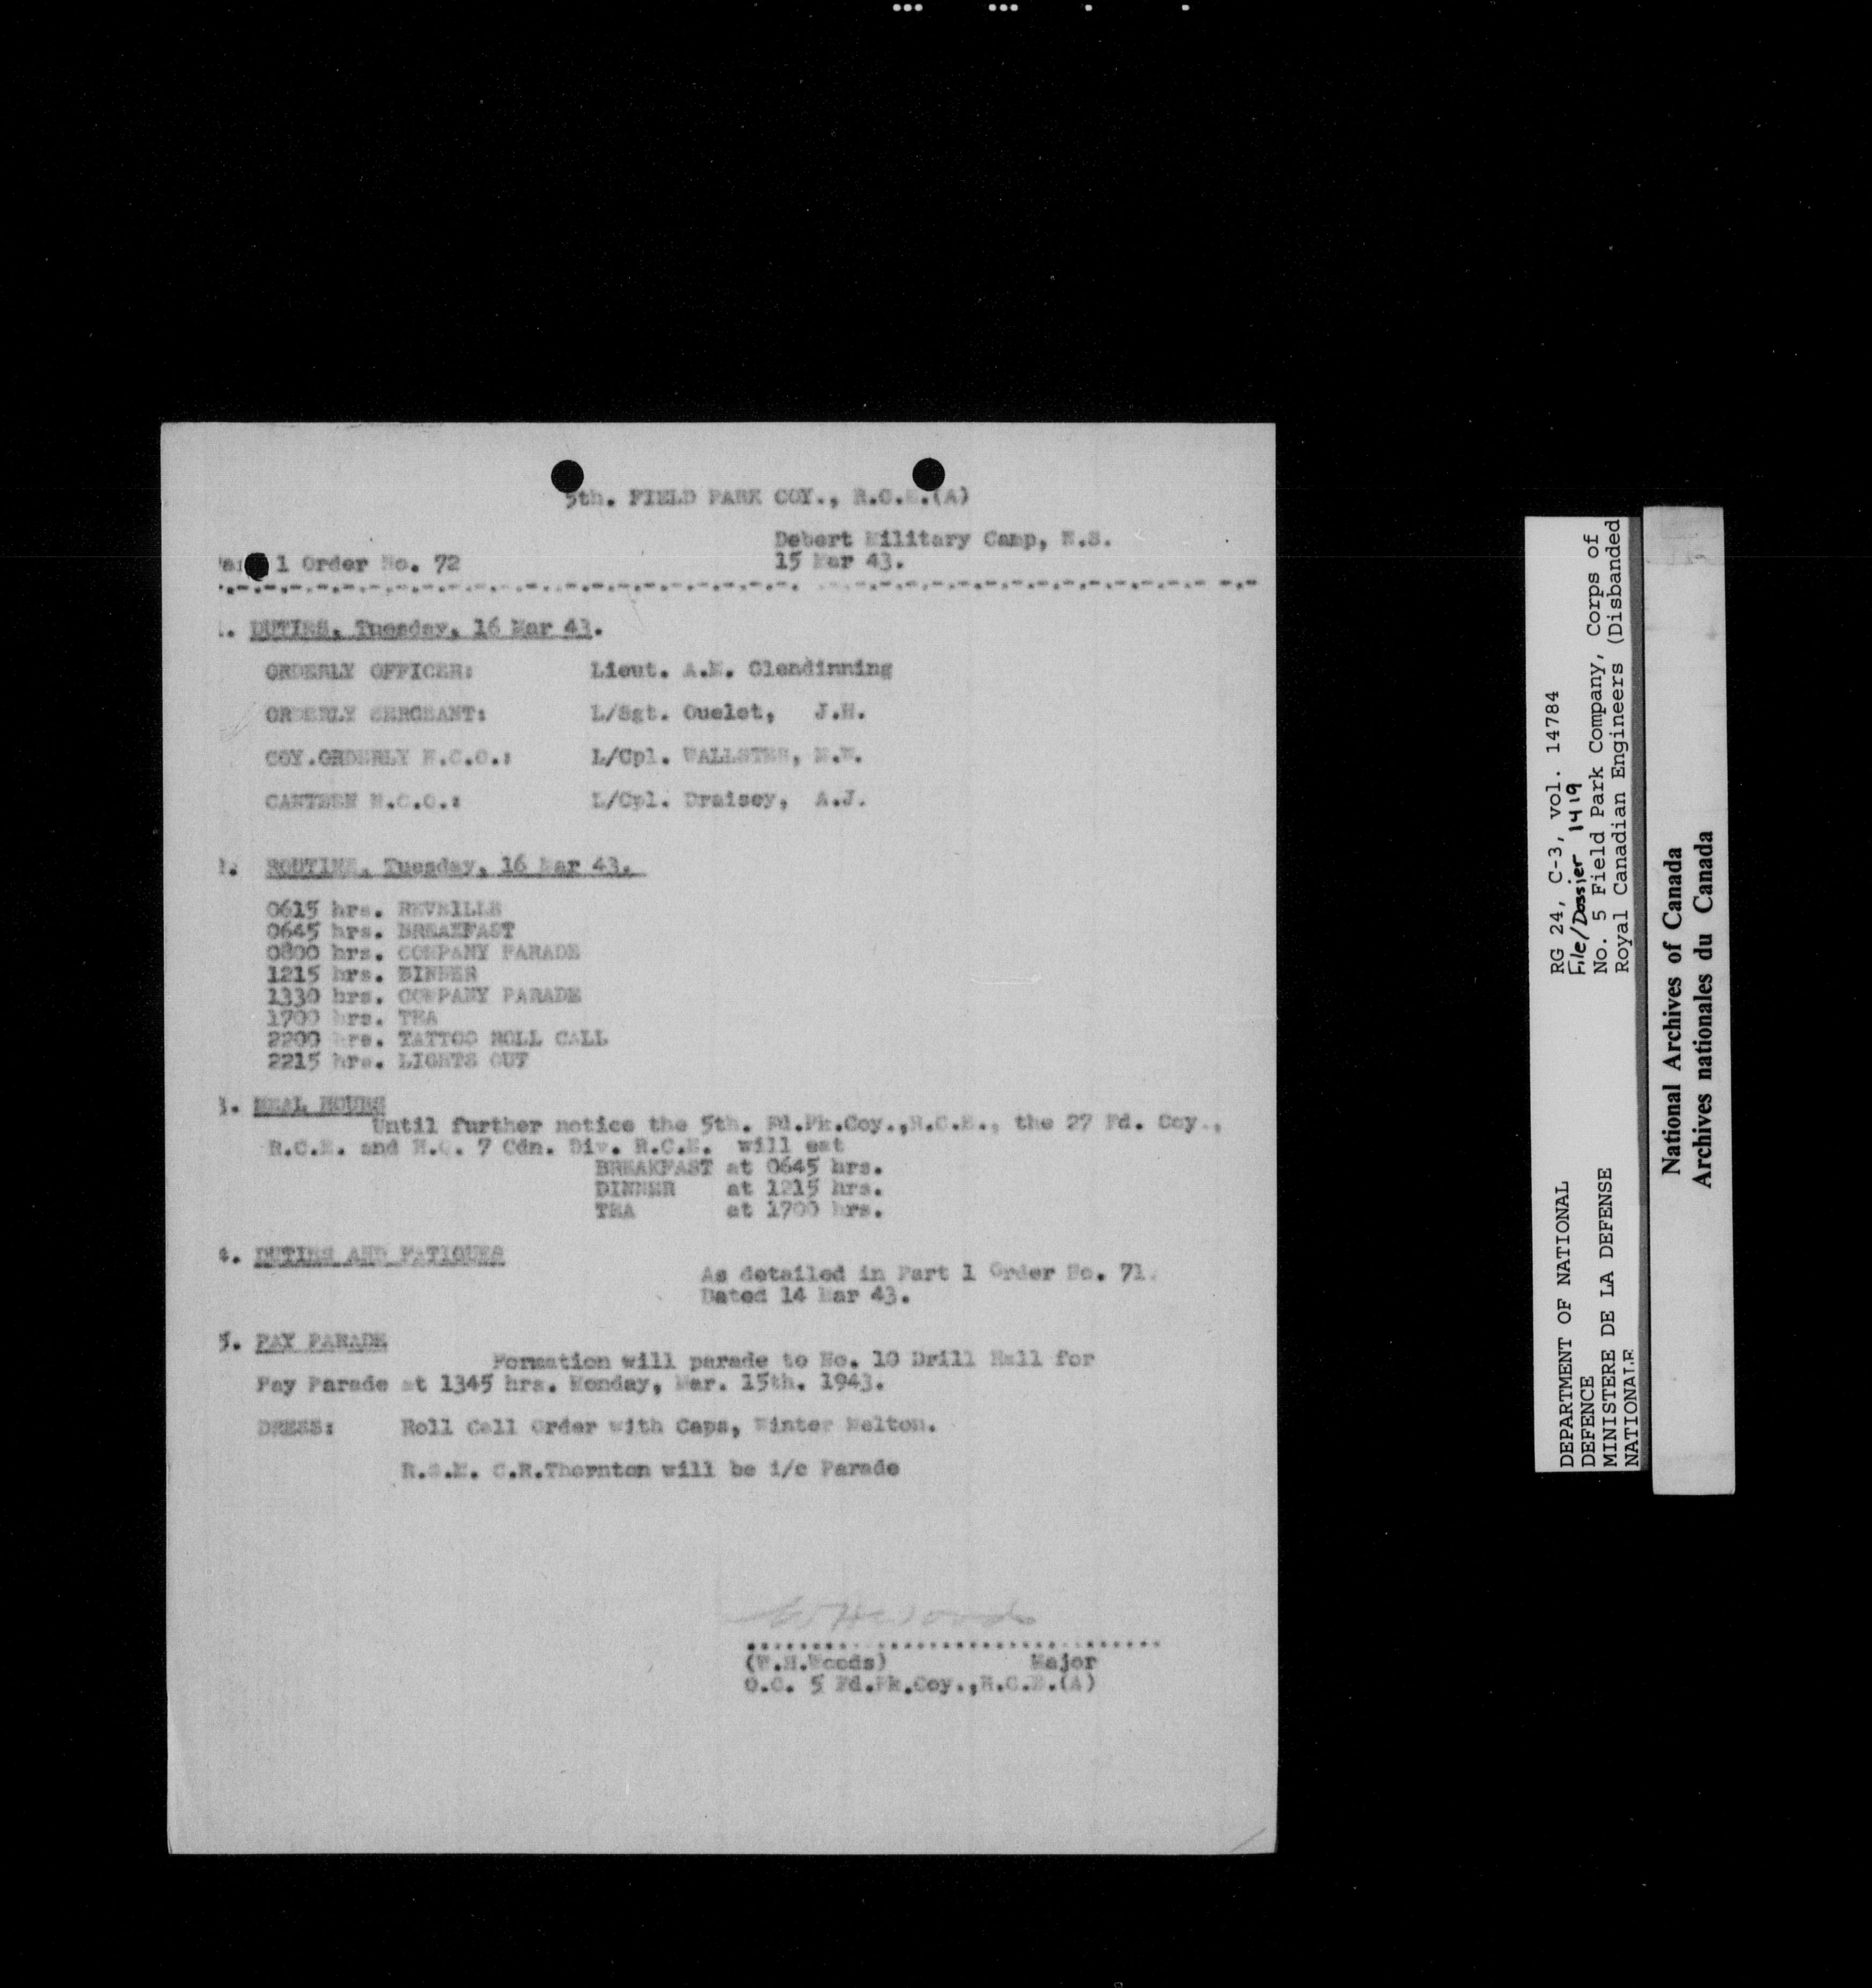 5th. FIELD PARK COY., R.C.E.(A)
Debert Military Camp, N.S.
1 Order No. 72
15 Mar 43.
DUTIES, Tuesday, 16 Mar 43.
ORDERLY OFFICER: Lieut. A.E. Clendinning
ORDERLY SERGEANT: L/Sgt. Ouelet, J.H.
COY.ORDERLY N.C.O.: L/Cpl.
CANTEEN N.C.O.: L/Cpl. Draisey, A.J.
ROUTINE, Tuesday, 16 Mar 43.
0615 hrs. REVEILLE
0645 hrs. BREAKFAST
0800 hrs. COMPANY PARADE
1215 hrs. DINNER
1330 hrs. COMPANY PARADE
1700 hrs. TEA
2200 hrs. TATTOO ROLL CALL
2215 hrs. LIGHTS OUT
3. MEAL HOURS
Until further notice the 5th. Fd.Pk.Coy.,R.C.E., the 27 Fd. Coy.,
R.C.E. and H.Q. 7 Cdn. Div. R.C.E. will eat
BREAKFAST at 0645 hrs.
DINNER at 1215 hrs.
TEA at 1700 hrs.
4. DUTIES AND FATIGUES
As detailed in Part 1 Order No. 71.
Dated 14 Mar 43.
5. PAY PARADE
Formation will parade to No. 10 Drill Hall for
Pay Parade at 1345 hrs. Monday, Mar. 15th. 1943.
DRESS: Roll Call Order with Caps, Winter Melton.
R.S.M. C.R.Thornton will be i/c Parade
(W.H.Woods) Major
O.C. 5 Fd.Pk.Coy.,R.C.E.(A)
RG 24, C-3, vol. 14784
File/Dossier 1419
No. 5 Field Park Company, Corps of
Royal Canadian Engineers (Disbanded
DEPARTMENT OF NATIONAL
DEFENCE
MINISTERE DE LA DEFENSE
NATIONALE
National Archives of Canada
Archives nationales du Canada